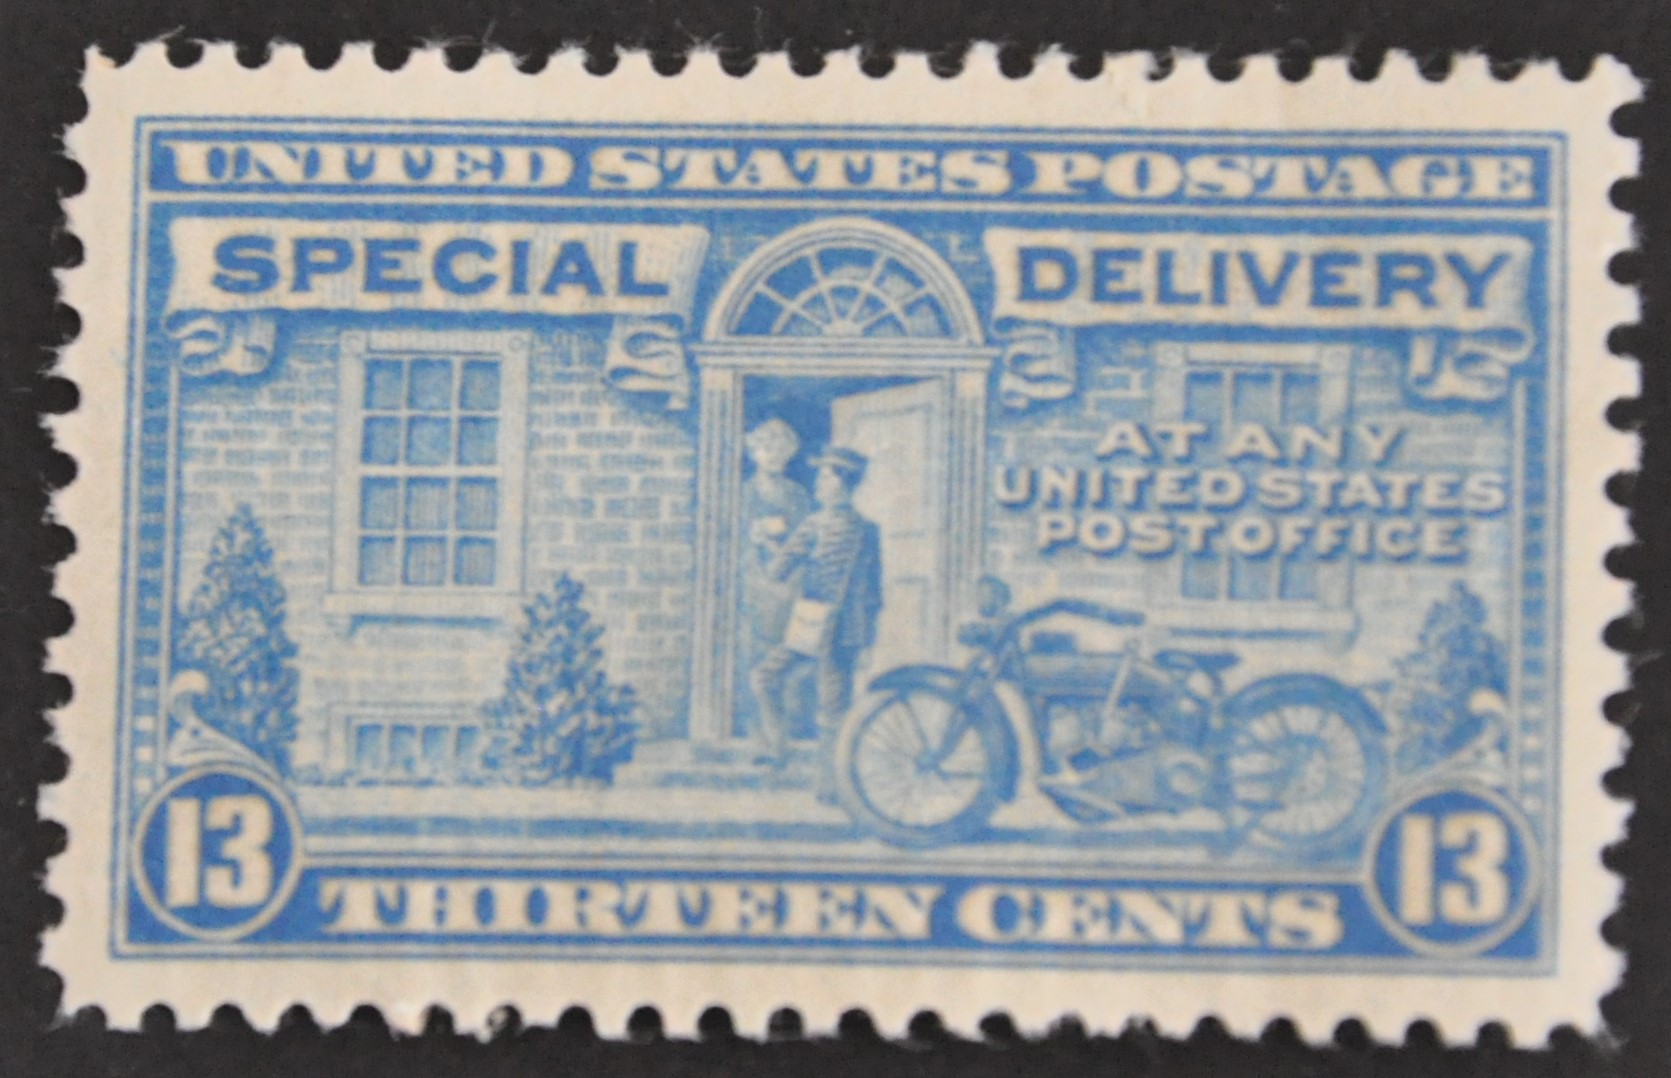 UNITED STATES POSTAGE
SPECIAL DELIVERY
AT ANY
UNITED STATES
POST OFFICE
13 THIRTEEN CENTS 13